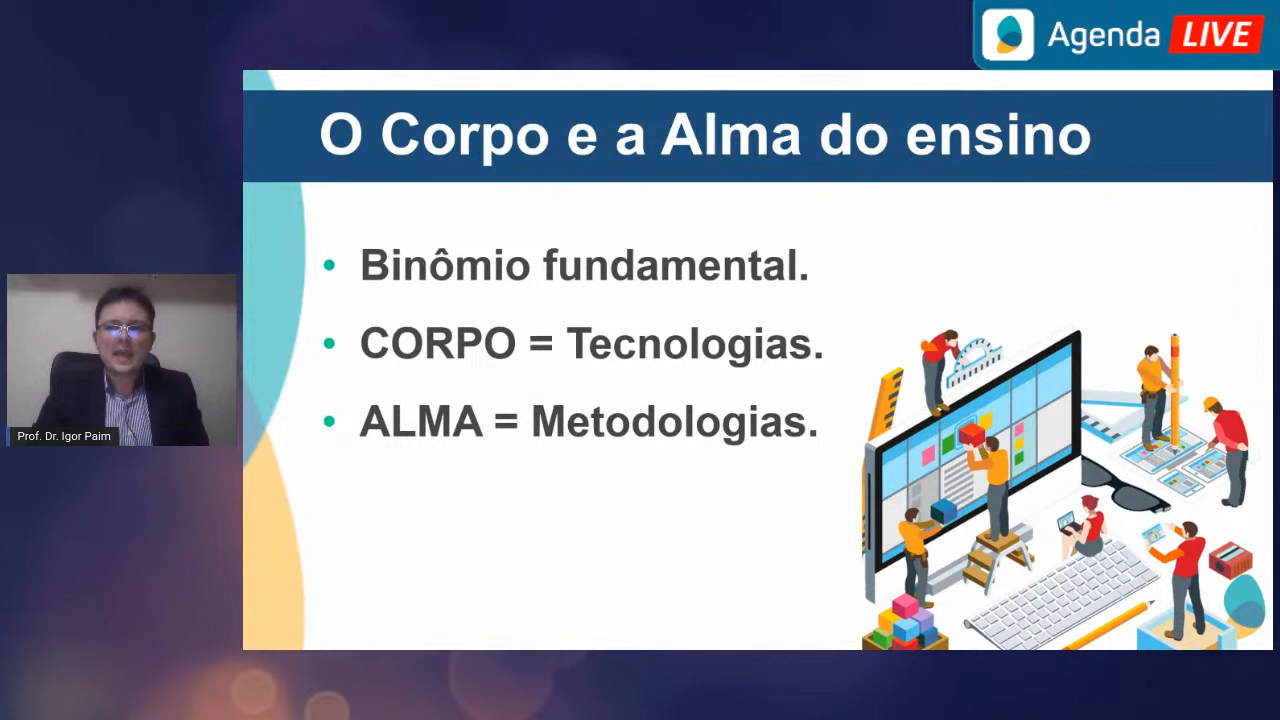 Agenda LIVE
O Corpo e a Alma do ensino
• Binômio fundamental.
• CORPO = Tecnologias.
• ALMA = Metodologias.
Prof. Dr. Igor Paim